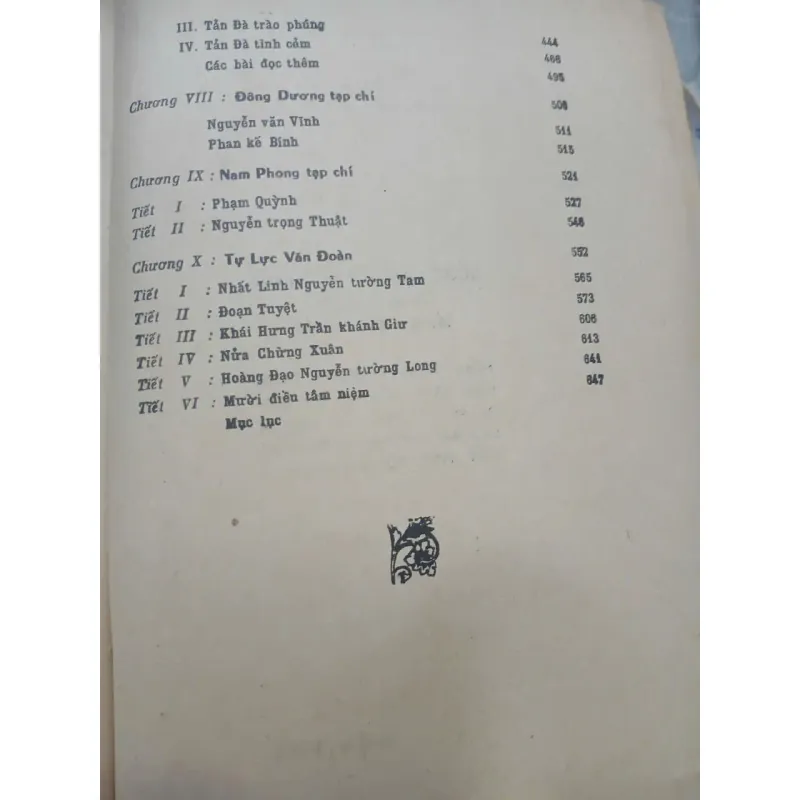 III. Tản Đà trào phúng 444
IV. Tản Đà tình cảm 466
Các bài đọc thêm 495
Chương VIII : Đông Dương tạp chí 506
Nguyễn văn Vĩnh 511
Phan kế Bính 515
Chương IX : Nam Phong tạp chí 521
Tiết I : Phạm Quỳnh 527
Tiết II : Nguyễn trọng Thuật 546
Chương X : Tự Lực Văn Đoàn 552
Tiết I : Nhất Linh Nguyễn tường Tam 565
Tiết II : Đoạn Tuyệt 573
Tiết III : Khái Hưng Trần khánh Giư 606
Tiết IV : Nửa Chừng Xuân 613
Tiết V : Hoàng Đạo Nguyễn tường Long 641
Tiết VI : Mười điều tâm niệm 647
Mục lục